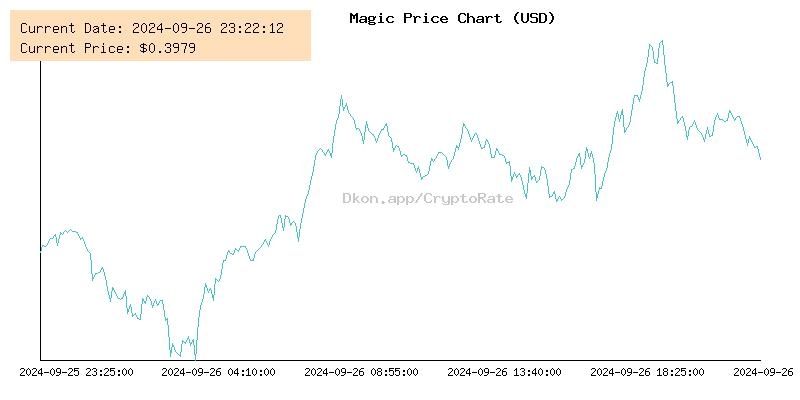 Magic Price Chart (USD)
Current Date: 2024-09-26 23:22:12
Current Price: $0.3979
Dkon.app/CryptoRate
2024-09-25 23:25:00 2024-09-26 04:10:00 2024-09-26 08:55:00 2024-09-26 13:40:00 2024-09-26 18:25:00 2024-09-26